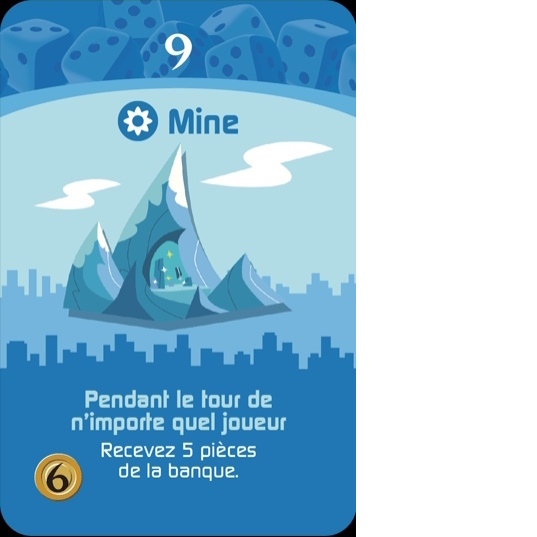 9
Mine
Pendant le tour de
n'importe quel joueur
Recevez 5 pièces
de la banque.
6